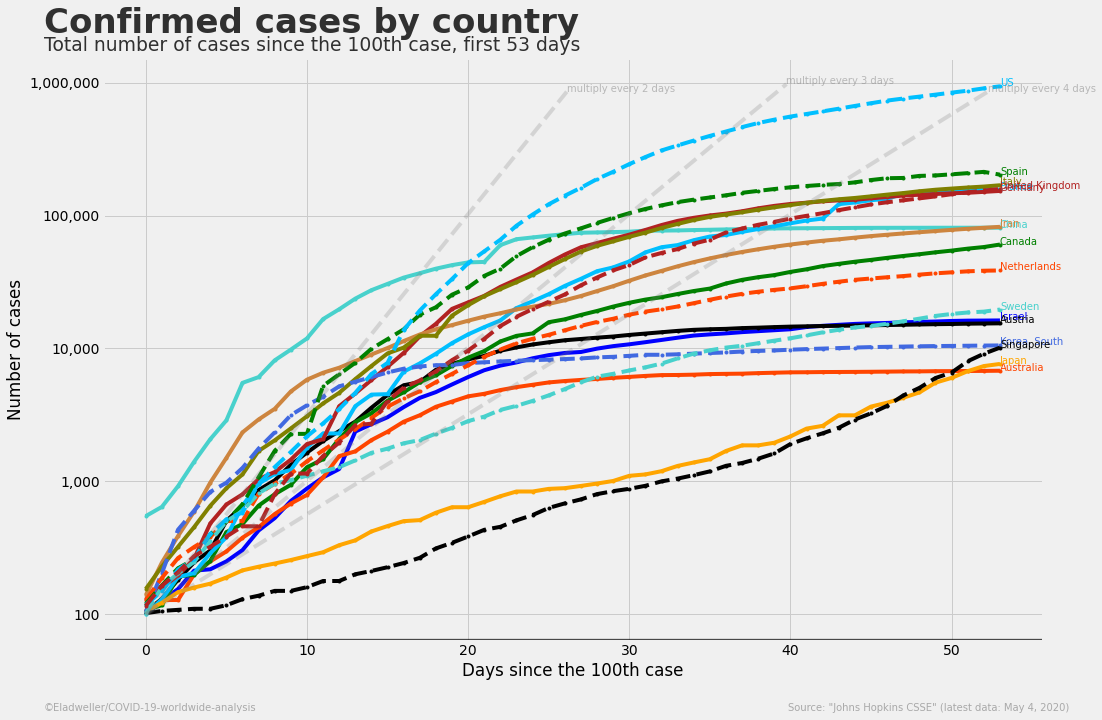 Confirmed cases by country
Total number of cases since the 100th case, first 53 days
1,000,000
100,000
10,000
1,000
100
Number of cases
multiply every 2 days
multiply every 3 days
multiply every 4 days
US
Spain
Italy
United Kingdom
Germany
China
Iran
Canada
Netherlands
Sweden
Israel
Austria
Korea, South
Singapore
Japan
Australia
0
10
20
30
40
50
Days since the 100th case
©Eladweller/COVID-19-worldwide-analysis
Source: "Johns Hopkins CSSE" (latest data: May 4, 2020)